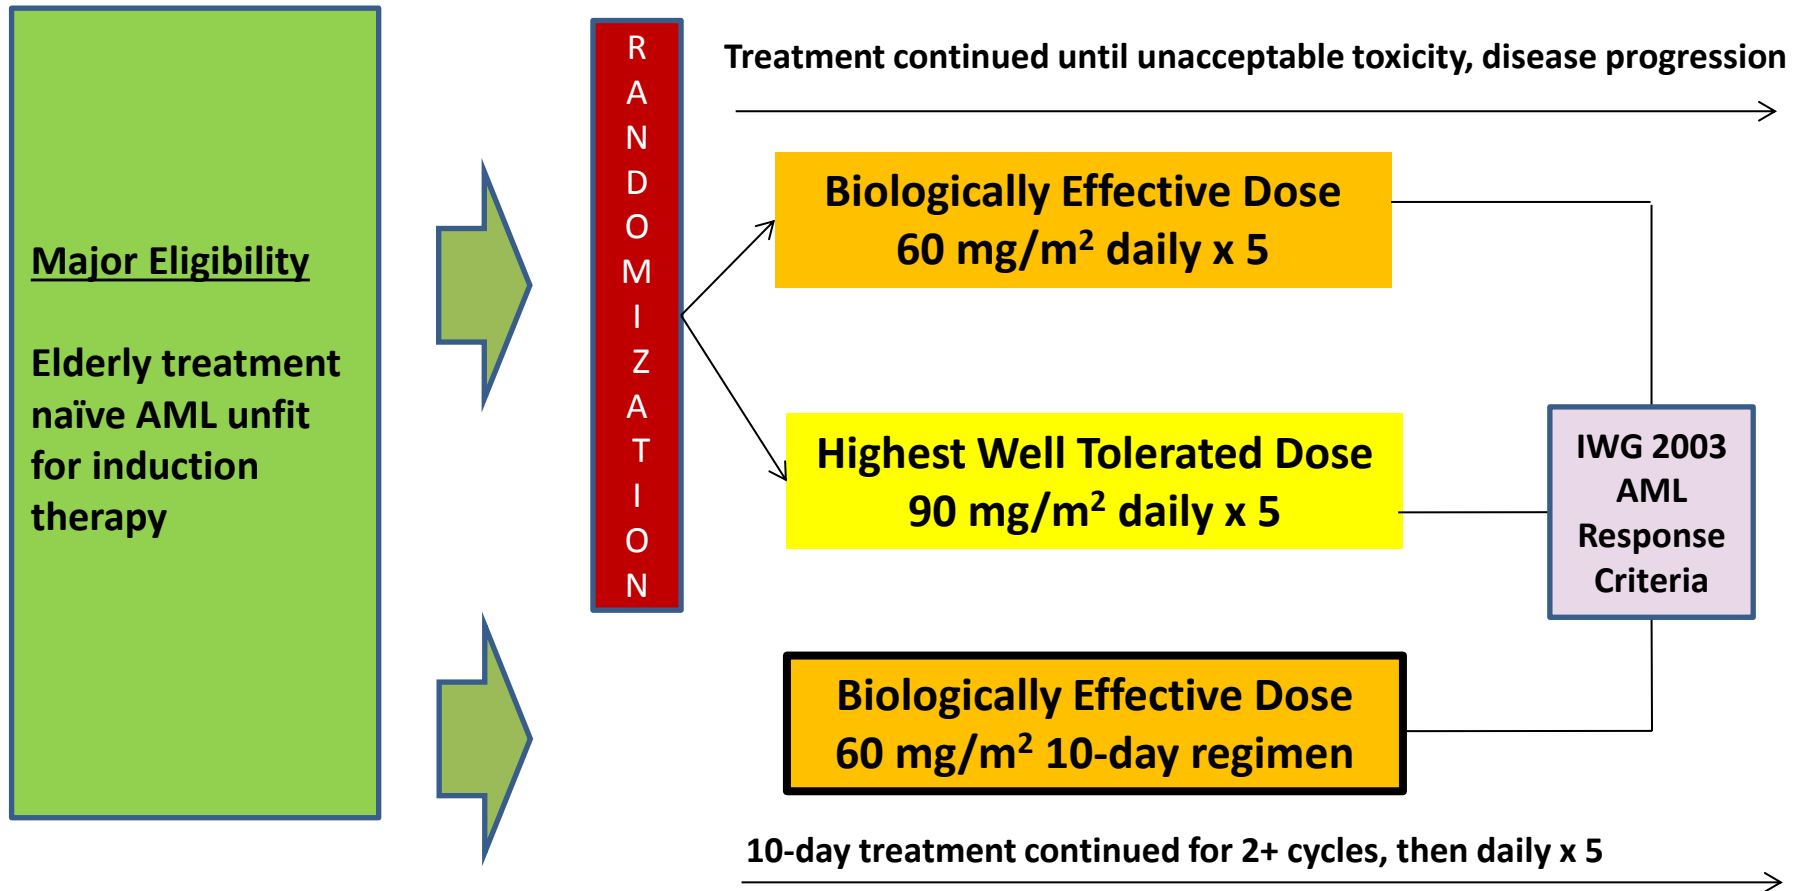 Major Eligibility
Elderly treatment
naïve AML unfit
for induction
therapy
RANDOMIZATION
Treatment continued until unacceptable toxicity, disease progression
Biologically Effective Dose
60 mg/m² daily x 5
Highest Well Tolerated Dose
90 mg/m² daily x 5
IWG 2003
AML
Response
Criteria
Biologically Effective Dose
60 mg/m² 10-day regimen
10-day treatment continued for 2+ cycles, then daily x 5